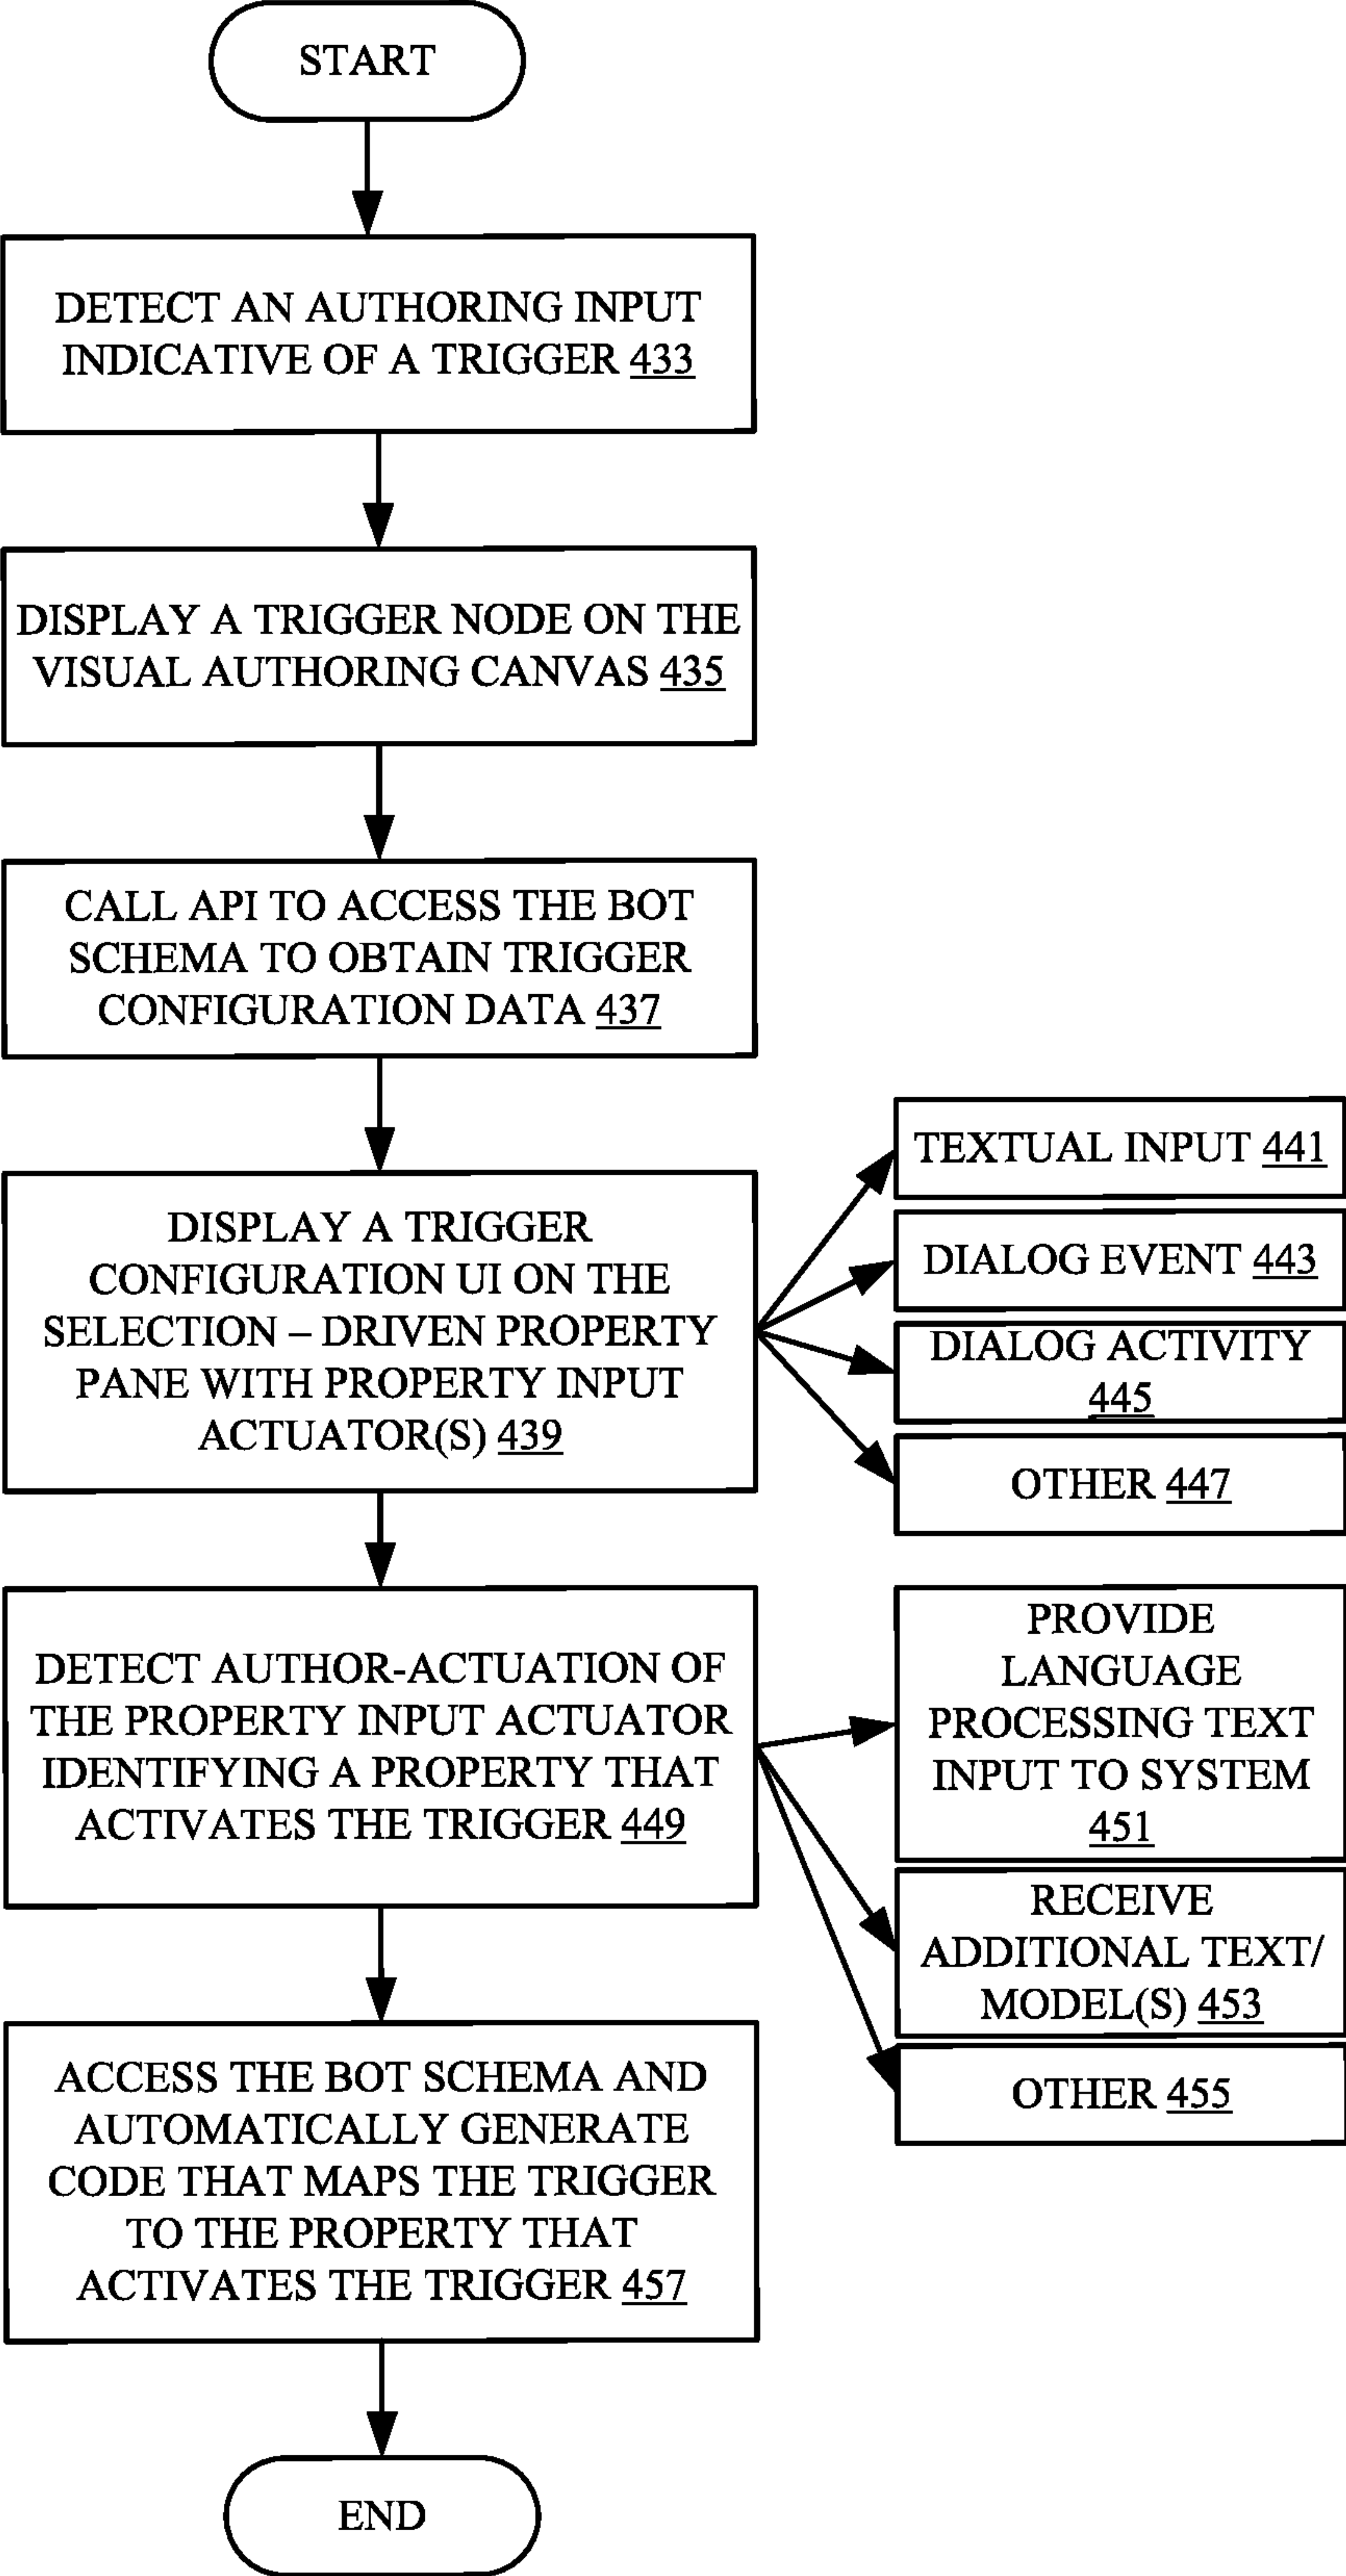 START
DETECT AN AUTHORING INPUT
INDICATIVE OF A TRIGGER 433
DISPLAY A TRIGGER NODE ON THE
VISUAL AUTHORING CANVAS 435
CALL API TO ACCESS THE BOT
SCHEMA TO OBTAIN TRIGGER
CONFIGURATION DATA 437
DISPLAY A TRIGGER
CONFIGURATION UI ON THE
SELECTION – DRIVEN PROPERTY
PANE WITH PROPERTY INPUT
ACTUATOR(S) 439
TEXTUAL INPUT 441
DIALOG EVENT 443
DIALOG ACTIVITY
445
OTHER 447
DETECT AUTHOR-ACTUATION OF
THE PROPERTY INPUT ACTUATOR
IDENTIFYING A PROPERTY THAT
ACTIVATES THE TRIGGER 449
PROVIDE
LANGUAGE
PROCESSING TEXT
INPUT TO SYSTEM
451
RECEIVE
ADDITIONAL TEXT/
MODEL(S) 453
OTHER 455
ACCESS THE BOT SCHEMA AND
AUTOMATICALLY GENERATE
CODE THAT MAPS THE TRIGGER
TO THE PROPERTY THAT
ACTIVATES THE TRIGGER 457
END